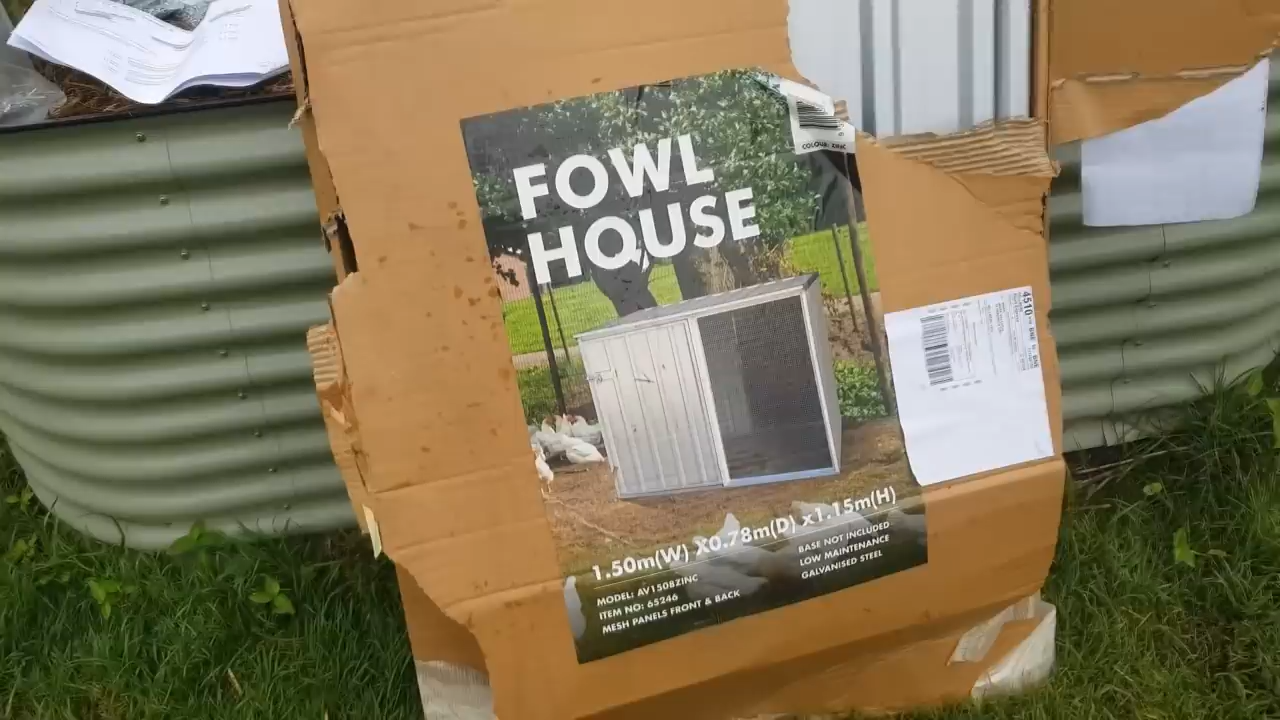 FOWL
HOUSE
COLOUR: ZINC
4510
1.50m(W) X0.78m(D) x1.15m(H)
MODEL: AV150BZINC
ITEM NO: 65246
MESH PANELS FRONT & BACK
BASE NOT INCLUDED
LOW MAINTENANCE
GALVANISED STEEL